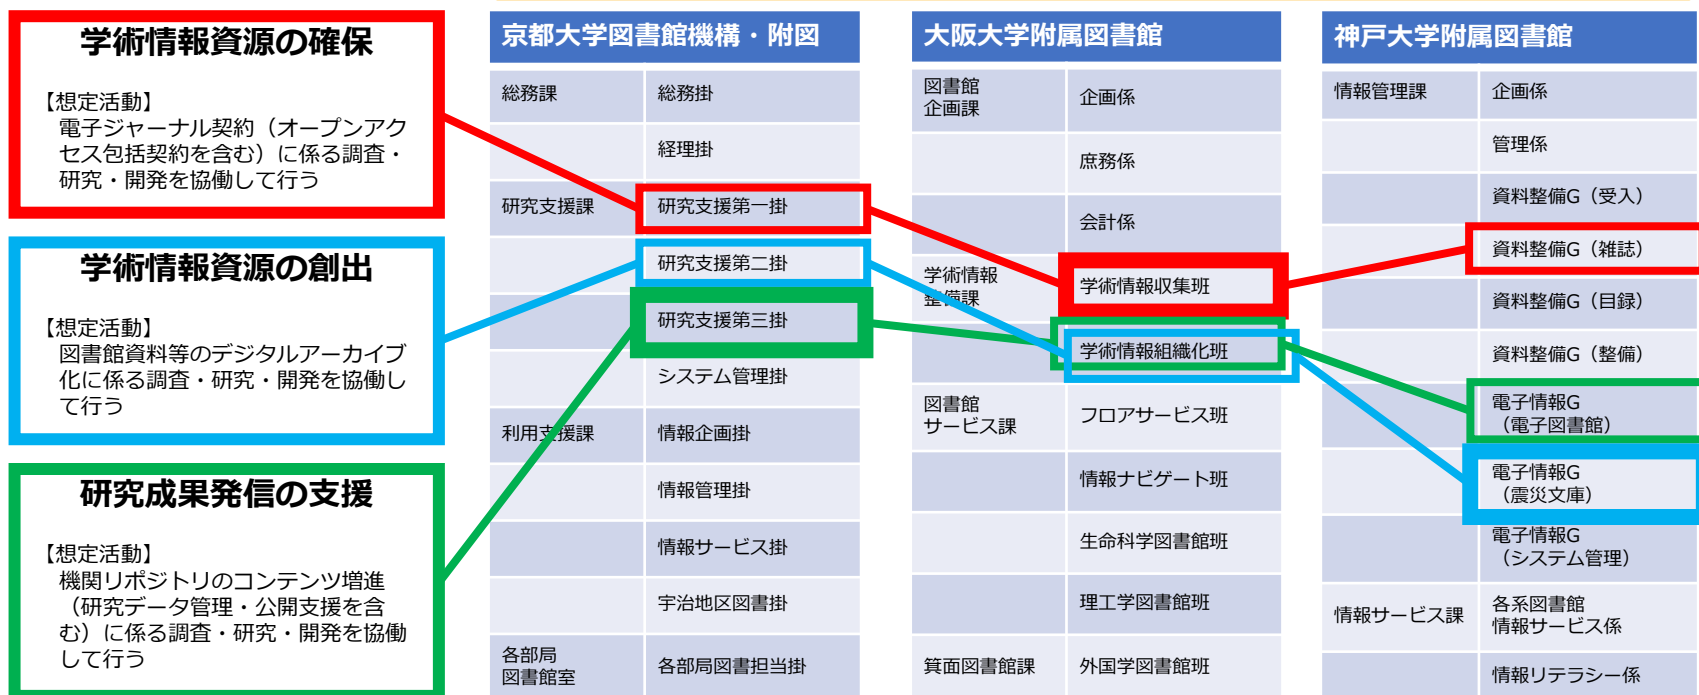 学術情報資源の確保
【想定活動】
電子ジャーナル契約（オープンアク
セス包括契約を含む）に係る調査・
研究・開発を協働して行う
学術情報資源の創出
【想定活動】
図書館資料等のデジタルアーカイブ
化に係る調査・研究・開発を協働し
て行う
研究成果発信の支援
【想定活動】
機関リポジトリのコンテンツ増進
（研究データ管理・公開支援を含
む）に係る調査・研究・開発を協働
して行う
京都大学図書館機構・附図
総務課
総務掛
経理掛
研究支援課
研究支援第一掛
研究支援第二掛
研究支援第三掛
システム管理掛
利用支援課
情報企画掛
情報管理掛
情報サービス掛
宇治地区図書掛
各部局
図書館室
各部局図書担当掛
大阪大学附属図書館
図書館
企画課
企画係
庶務係
会計係
学術情報
整備課
学術情報収集班
学術情報組織化班
図書館
サービス課
フロアサービス班
情報ナビゲート班
生命科学図書館班
理工学図書館班
箕面図書館課
外国学図書館班
神戸大学附属図書館
情報管理課
企画係
管理係
資料整備G（受入）
資料整備G（雑誌）
資料整備G（目録）
資料整備G（整備）
電子情報G
（電子図書館）
電子情報G
（震災文庫）
電子情報G
（システム管理）
情報サービス課
各系図書館
情報サービス係
情報リテラシー係